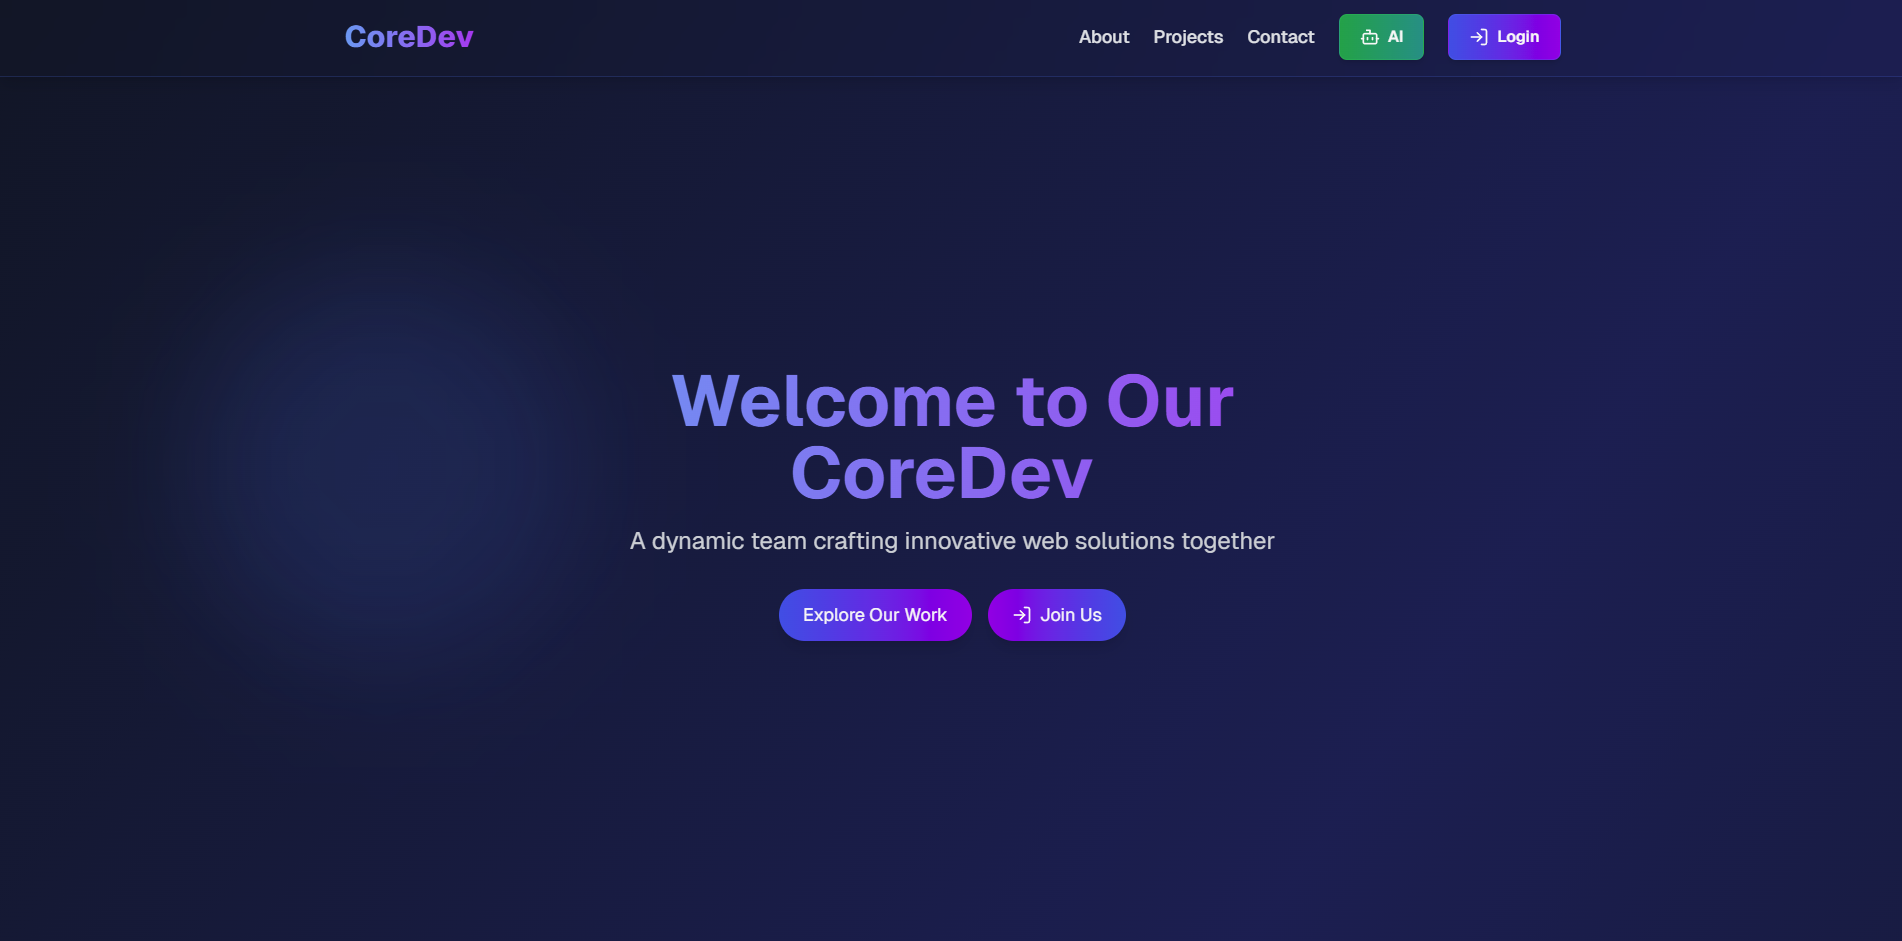 CoreDev
About Projects Contact AI Login
Welcome to Our
CoreDev
A dynamic team crafting innovative web solutions together
Explore Our Work Join Us